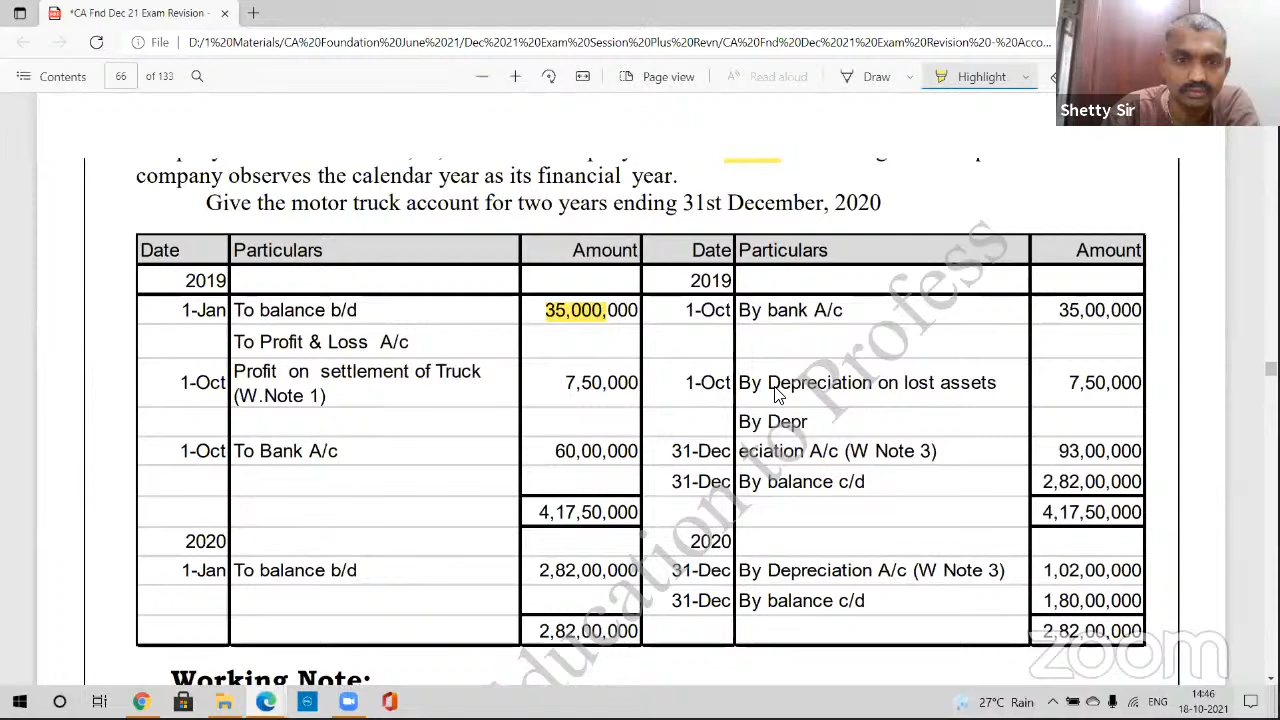 *CA Fnd Dec 21 Exam Revision -
File D:/1%20Materials/CA%20Foundation%20June%2021/Dec%2021%20Exam%20Session%20Plus%20Revn/CA%20Fnd%20Dec%2021%20Exam%20Revision%20-%20Acco...
Contents 66 of 133 Page view Read aloud Draw Highlight
Shetty Sir
company observes the calendar year as its financial year.
Give the motor truck account for two years ending 31st December, 2020
Date Particulars Amount Date Particulars Amount
2019 2019
1-Jan To balance b/d 35,000,000 1-Oct By bank A/c 35,00,000
To Profit & Loss A/c
1-Oct Profit on settlement of Truck (W.Note 1) 7,50,000 1-Oct By Depreciation on lost assets 7,50,000
By Depr
1-Oct To Bank A/c 60,00,000 31-Dec eciation A/c (W Note 3) 93,00,000
31-Dec By balance c/d 2,82,00,000
4,17,50,000 4,17,50,000
2020 2020
1-Jan To balance b/d 2,82,00,000 31-Dec By Depreciation A/c (W Note 3) 1,02,00,000
31-Dec By balance c/d 1,80,00,000
2,82,00,000 2,82,00,000
Working Note:
ducation to Profess
zoom
27°C Rain ENG 14:46
18-10-2021